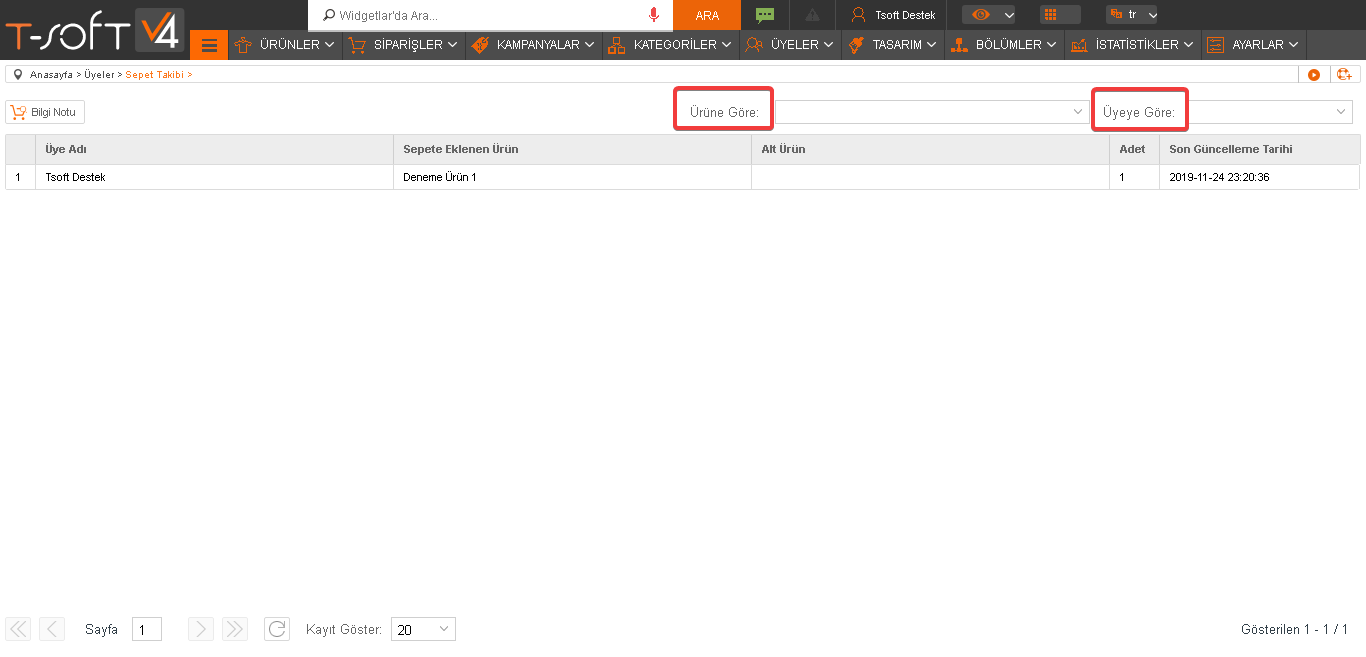 T-SOFT V4
Widgetlar'da Ara...
ARA
Tsoft Destek
tr
ÜRÜNLER
SİPARİŞLER
KAMPANYALAR
KATEGORİLER
ÜYELER
TASARIM
BÖLÜMLER
İSTATİSTİKLER
AYARLAR
Anasayfa > Üyeler > Sepet Takibi >
Bilgi Notu
Ürüne Göre:
Üyeye Göre:
Üye Adı
Sepete Eklenen Ürün
Alt Ürün
Adet
Son Güncelleme Tarihi
1
Tsoft Destek
Deneme Ürün 1
1
2019-11-24 23:20:36
Sayfa
1
Kayıt Göster:
20
Gösterilen 1 - 1 / 1